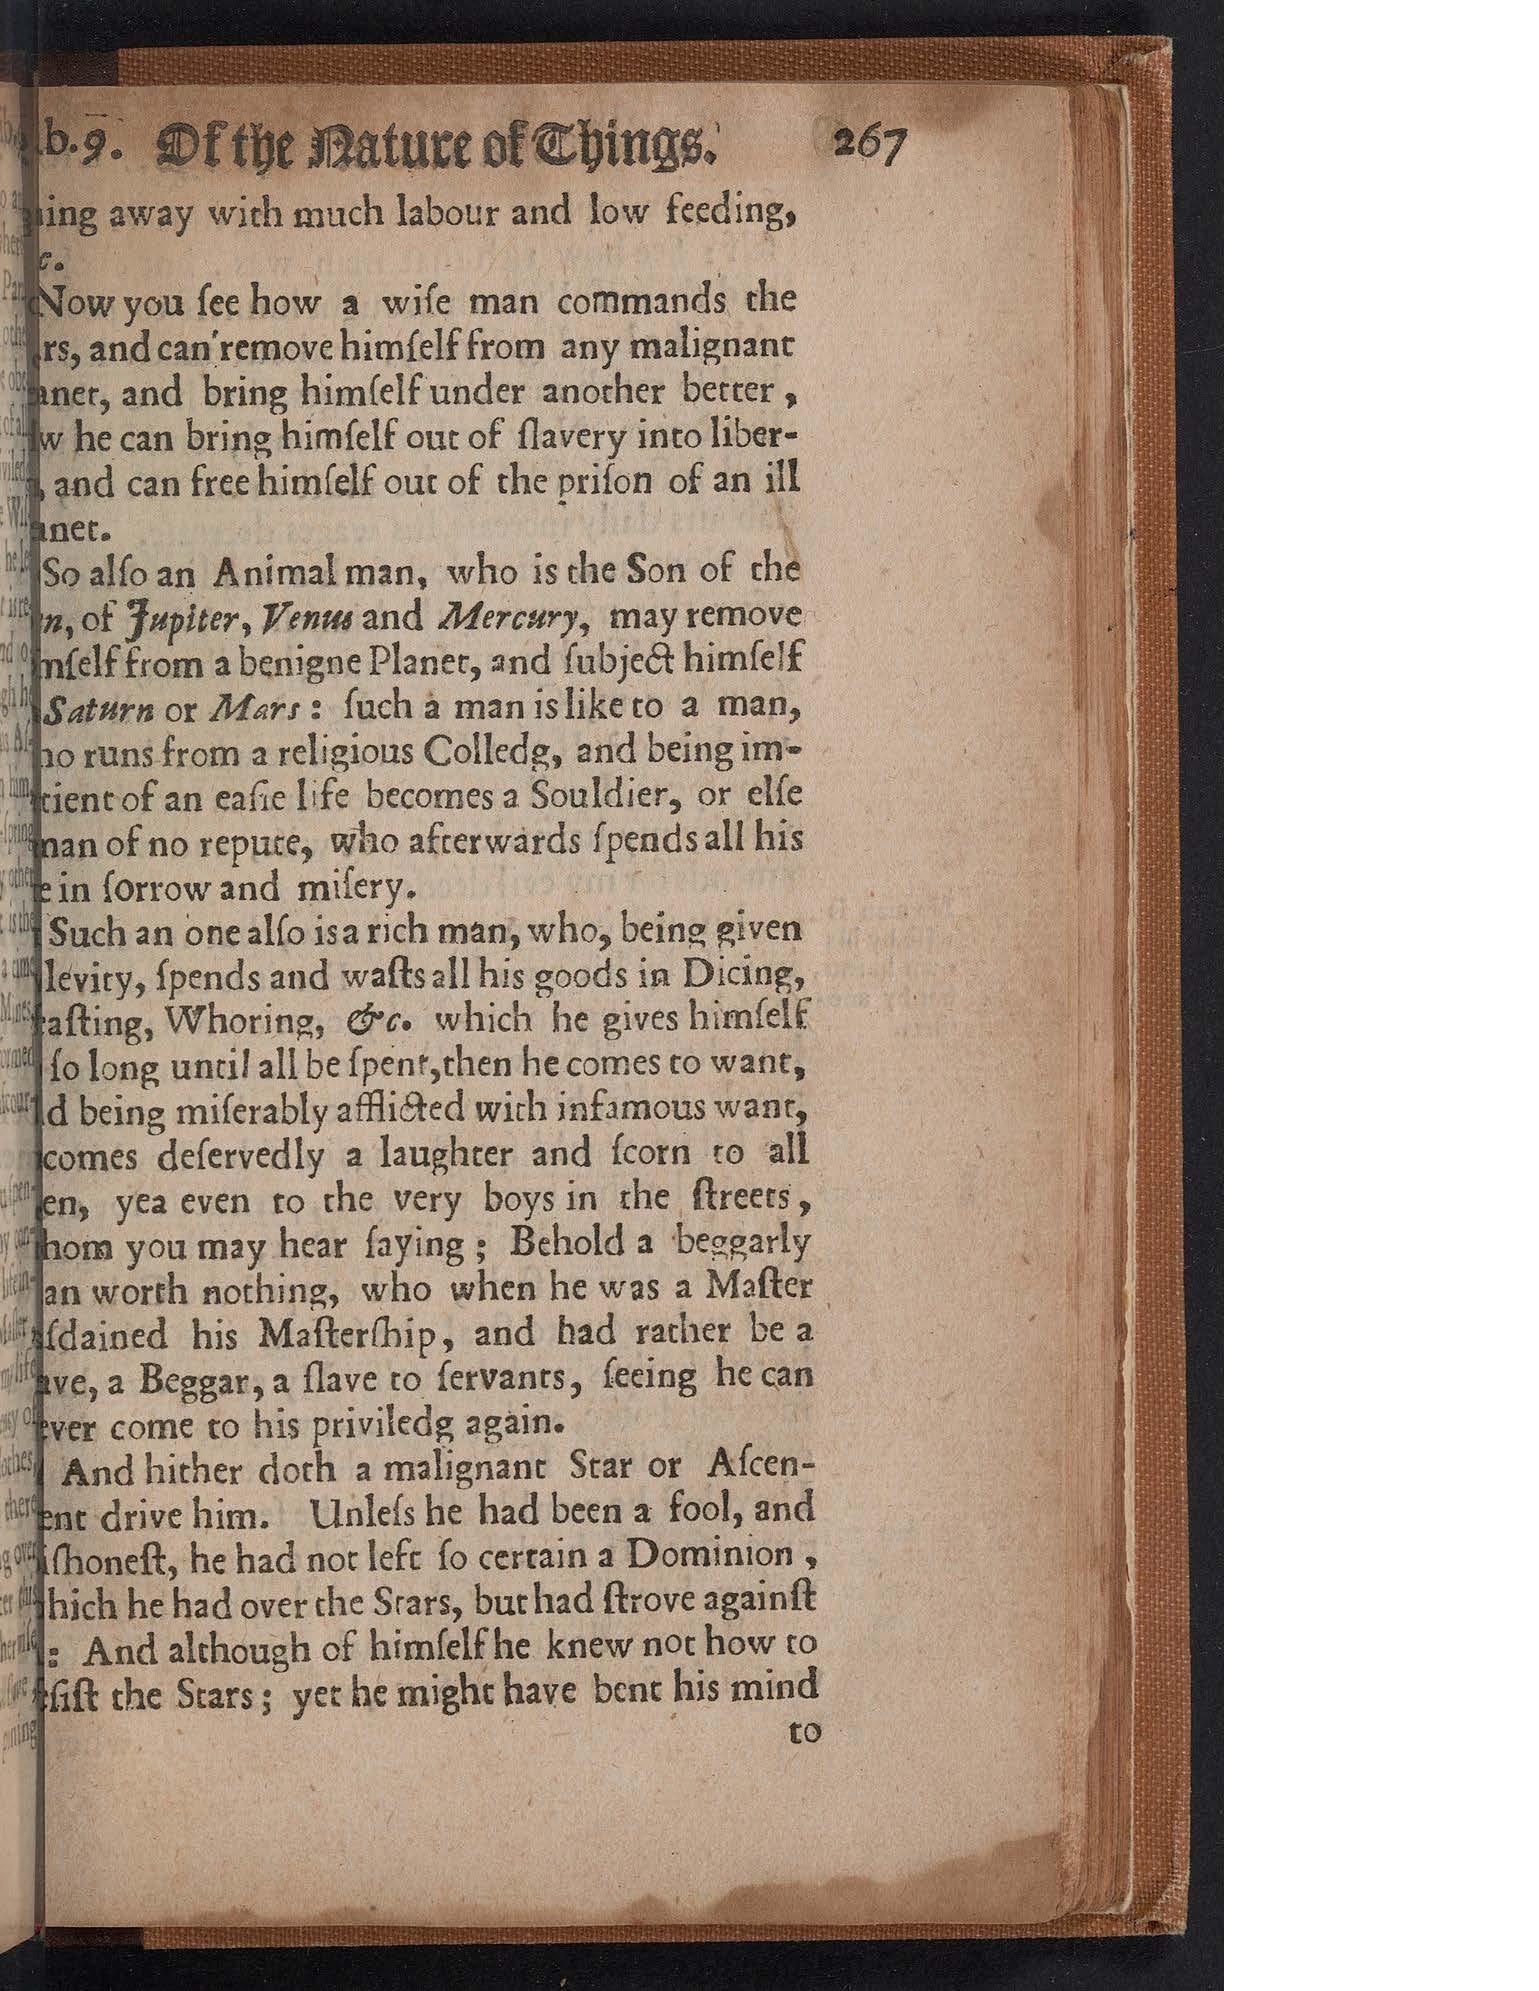 b.9. Of the Nature of Things. 267
ing away with much labour and low feeding,
c.
Now you ſee how a wiſe man commands the
rs, and can remove himſelf from any malignant
net, and bring himſelf under another better,
w he can bring himſelf out of ſlavery into liber-
, and can free himſelf out of the priſon of an ill
net.
So alſo an Animal man, who is the Son of the
n, of Jupiter, Venus and Mercury, may remove
mſelf from a benigne Planet, and ſubject himſelf
Saturn or Mars: ſuch a man is like to a man,
ho runs from a religious Colledg, and being im-
tient of an eaſie life becomes a Souldier, or elſe
man of no repute, who afterwards ſpends all his
e in ſorrow and miſery.
Such an one alſo is a rich man, who, being given
levity, ſpends and waſts all his goods in Dicing,
aſting, Whoring, &c. which he gives himſelf
ſo long until all be ſpent, then he comes to want,
d being miſerably afflicted with infamous want,
comes deſervedly a laughter and ſcorn to all
en, yea even to the very boys in the ſtreets,
hom you may hear ſaying; Behold a beggarly
an worth nothing, who when he was a Maſter
ſdained his Maſterſhip, and had rather be a
ave, a Beggar, a ſlave to ſervants, ſeeing he can
ever come to his priviledg again.
And hither doth a malignant Star or Aſcen-
ent drive him. Unleſs he had been a fool, and
iſhoneſt, he had not left ſo certain a Dominion,
hich he had over the Stars, but had ſtrove againſt
: And although of himſelf he knew not how to
ſiſt the Stars; yet he might have bent his mind
to